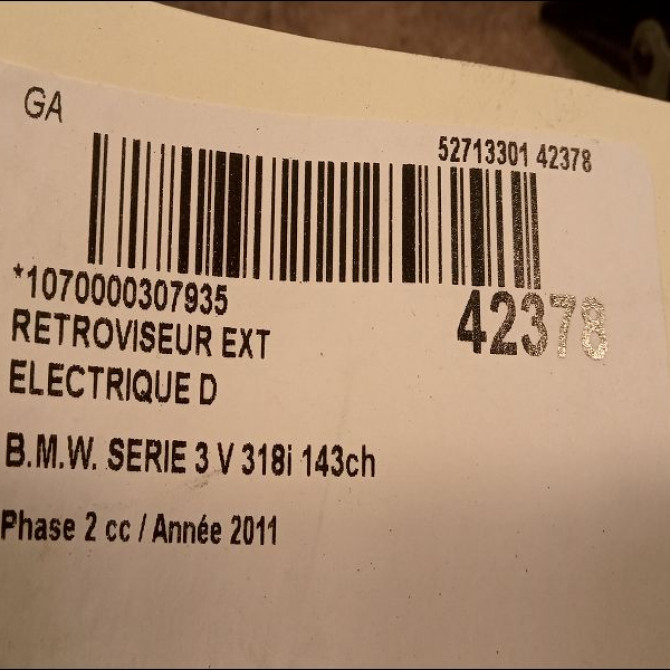 GA
52713301 42378
*1070000307935
42378
RETROVISEUR EXT
ELECTRIQUE D
B.M.W. SERIE 3 V 318i 143ch
Phase 2 cc / Année 2011